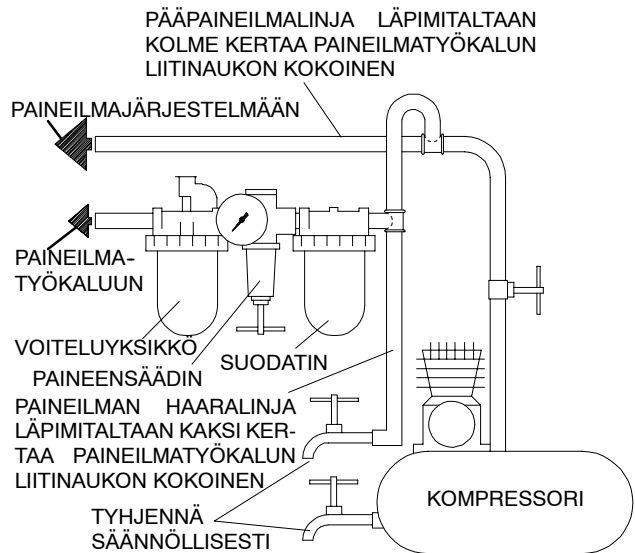 PÄÄPAINEILMALINJA LÄPIMITALTAAN
KOLME KERTAA PAINEILMATYÖKALUN
LIITINAUKON KOKOINEN
PAINEILMAJÄRJESTELMÄÄN
PAINEILMA-
TYÖKALUUN
VOITELUYKSIKKÖ
SUODATIN
PAINEENSÄÄDIN
PAINEILMAN HAARALINJA
LÄPIMITALTAAN KAKSI KER-
TAA PAINEILMATYÖKALUN
LIITINAUKON KOKOINEN
KOMPRESSORI
TYHJENNÄ
SÄÄNNÖLLISESTI